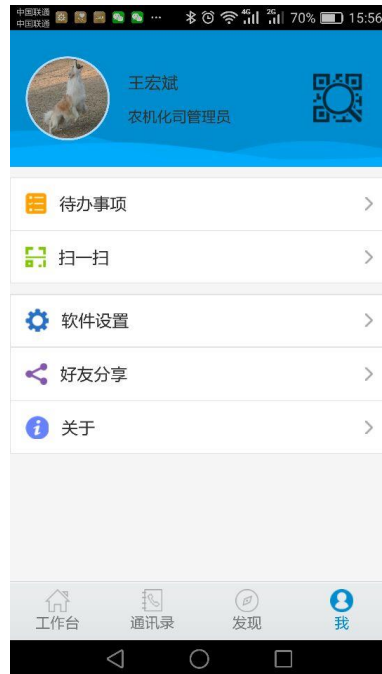 中国联通
中国联通
4G 2G 70% 15:56
王宏斌
农机化司管理员
待办事项
扫一扫
软件设置
好友分享
关于
工作台 通讯录 发现 我